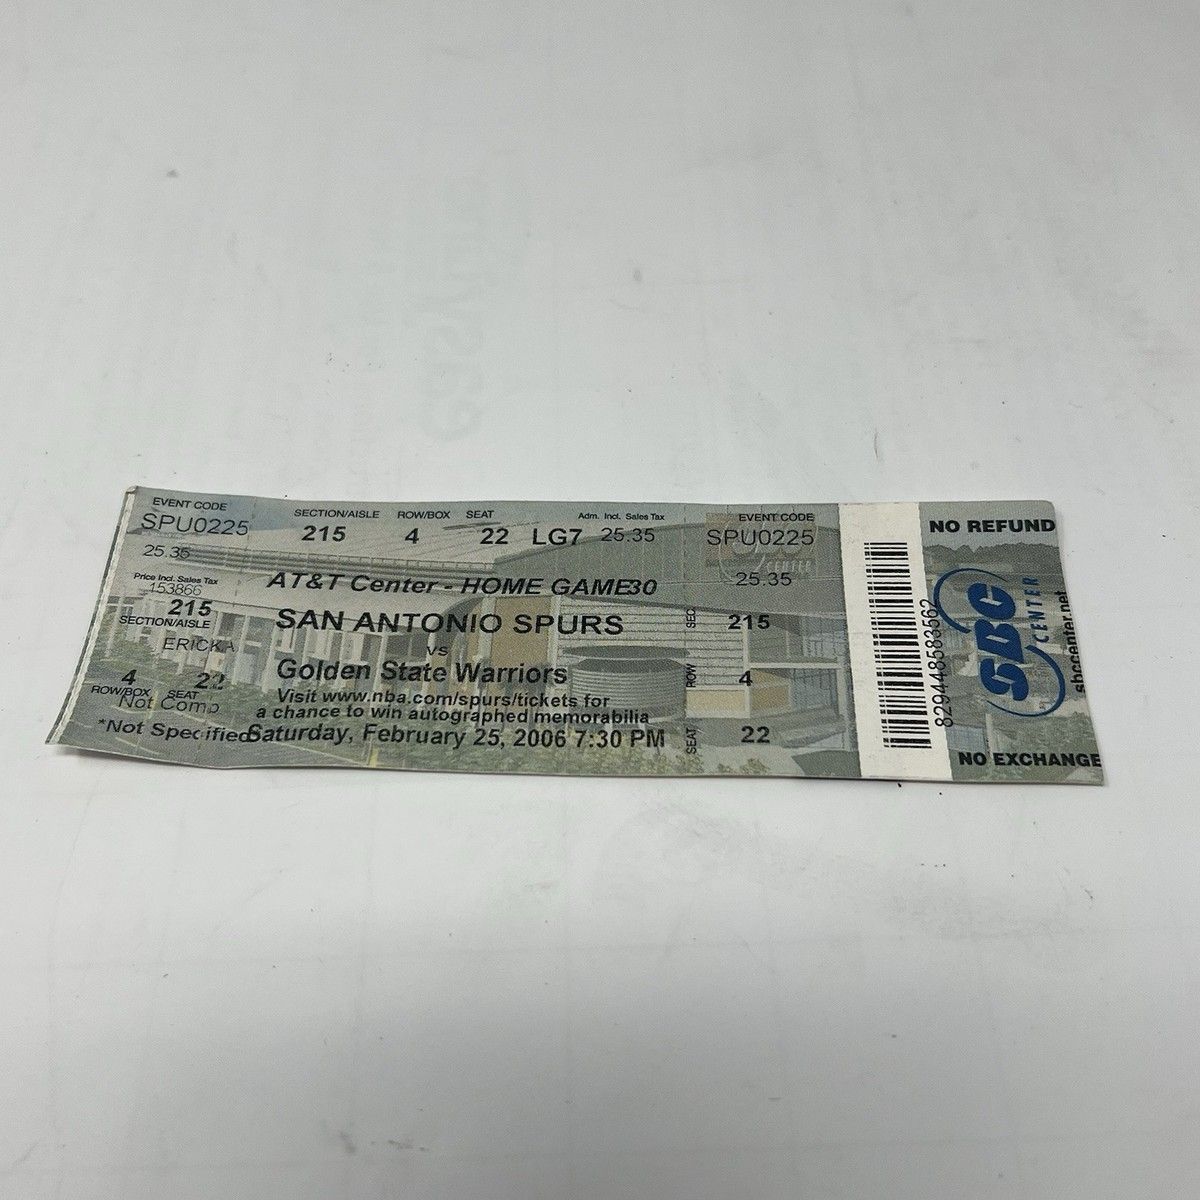 EVENT CODE
SPU0225
25.35
Price Incl. Sales Tax
153866
215
SECTION/AISLE
ERICKA
4 22
ROW/BOX SEAT
Not Comp
*Not Specified
SECTION/AISLE ROW/BOX SEAT Adm. Incl. Sales Tax
215 4 22 LG7 25.35
AT&T Center - HOME GAME30
SAN ANTONIO SPURS
vs
Golden State Warriors
Visit www.nba.com/spurs/tickets for
a chance to win autographed memorabilia
Saturday, February 25, 2006 7:30 PM
EVENT CODE
SPU0225
25.35
SEC. 215
ROW 4
SEAT 22
829448583562
NO REFUND
SBC
CENTER
sbccenter.net
NO EXCHANGE